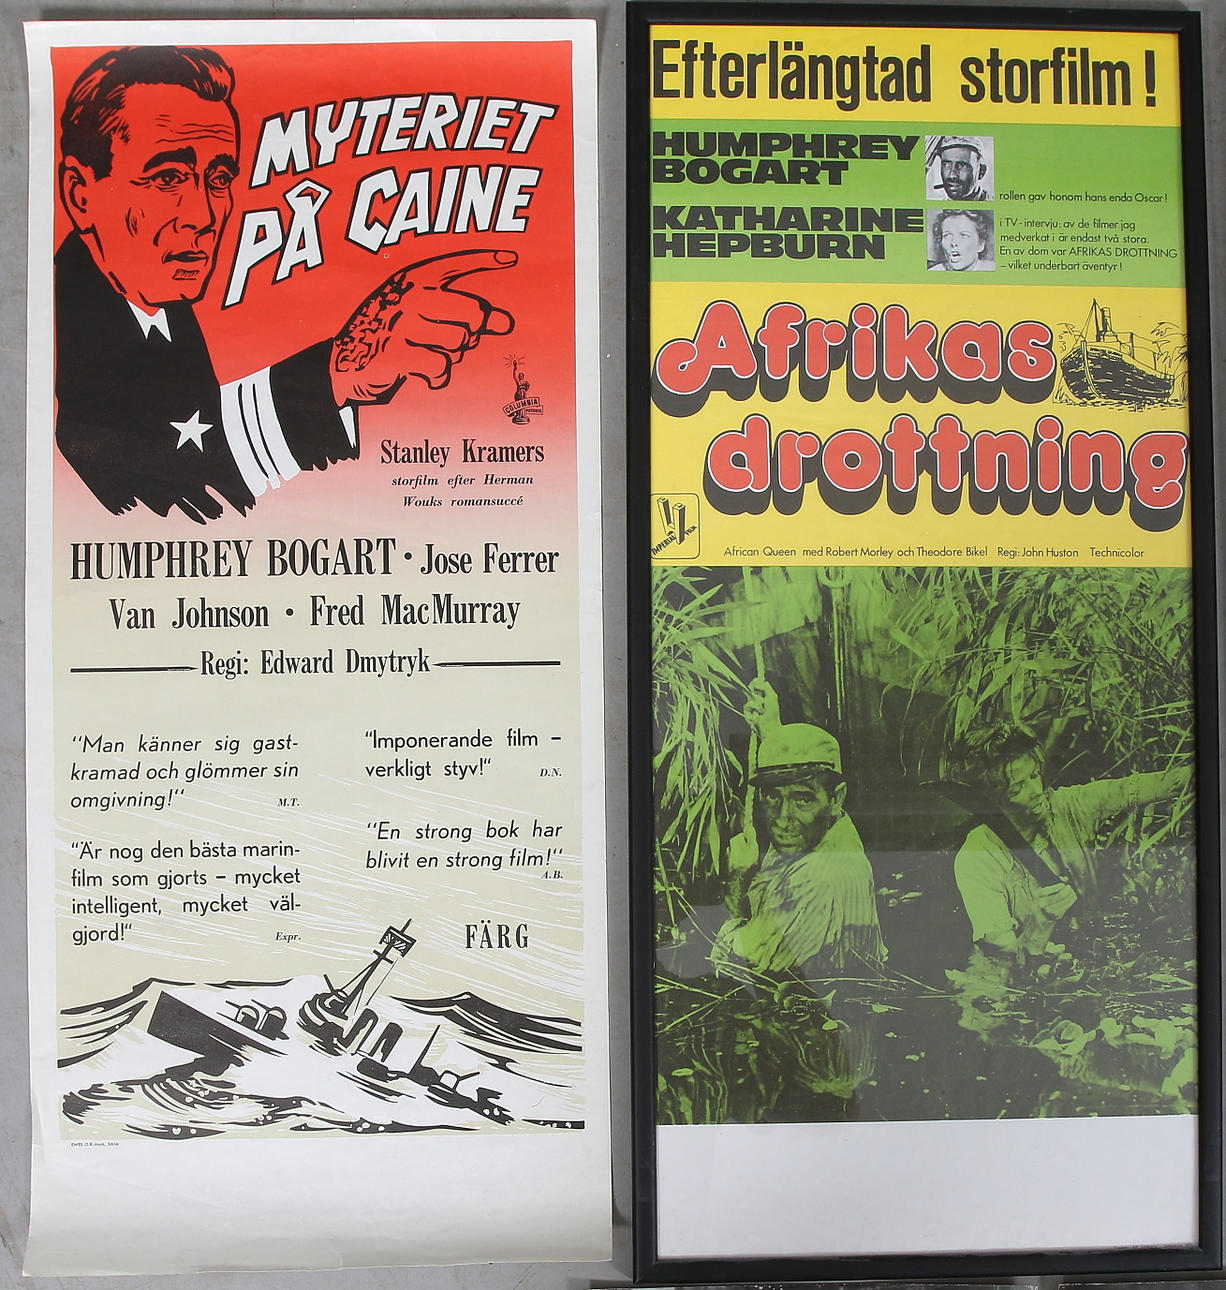 MYTERIET
PÅ CAINE
COLUMBIA
PICTURES
Stanley Kramers
storfilm efter Herman
Wouks romansuccé
HUMPHREY BOGART • Jose Ferrer
Van Johnson • Fred MacMurray
Regi: Edward Dmytryk
"Man känner sig gast-
kramad och glömmer sin
omgivning!"
M.T.
"Är nog den bästa marin-
film som gjorts – mycket
intelligent, mycket väl-
gjord!"
Expr.
"Imponerande film –
verkligt styv!"
D.N.
"En strong bok har
blivit en strong film!"
A.B.
FÄRG
Efterlängtad storfilm!
HUMPHREY
BOGART
rollen gav honom hans enda Oscar!
KATHARINE
HEPBURN
i TV-intervju: av de filmer jag
medverkat i är endast två stora.
En av dom var AFRIKAS DROTTNING
– vilket underbart äventyr!
Afrikas
drottning
IMPERIAL FILM
African Queen med Robert Morley och Theodore Bikel Regi: John Huston Technicolor